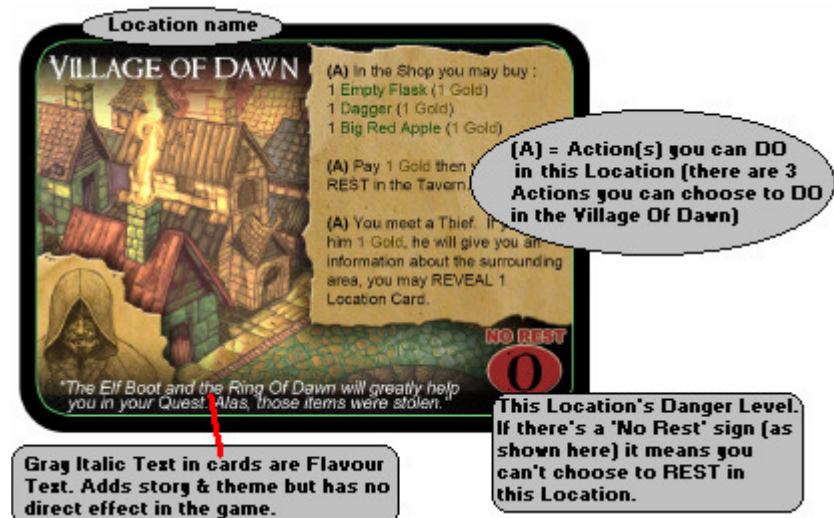 Location name
VILLAGE OF DAWN
(A) In the Shop you may buy :
1 Empty Flask (1 Gold)
1 Dagger (1 Gold)
1 Big Red Apple (1 Gold)
(A) Pay 1 Gold then
REST in the Tavern.
(A) You meet a Thief. If
him 1 Gold, he will give you an
information about the surrounding
area, you may REVEAL 1
Location Card.
(A) = Action(s) you can DO
in this Location (there are 3
Actions you can choose to DO
in the Village Of Dawn)
NO REST
0
"The Elf Boot and the Ring Of Dawn will greatly help
you in your Quest. Alas, those items were stolen."
This Location's Danger Level.
If there's a 'No Rest' sign (as
shown here) it means you
can't choose to REST in
this Location.
Gray Italic Text in cards are Flavour
Text. Adds story & theme but has no
direct effect in the game.